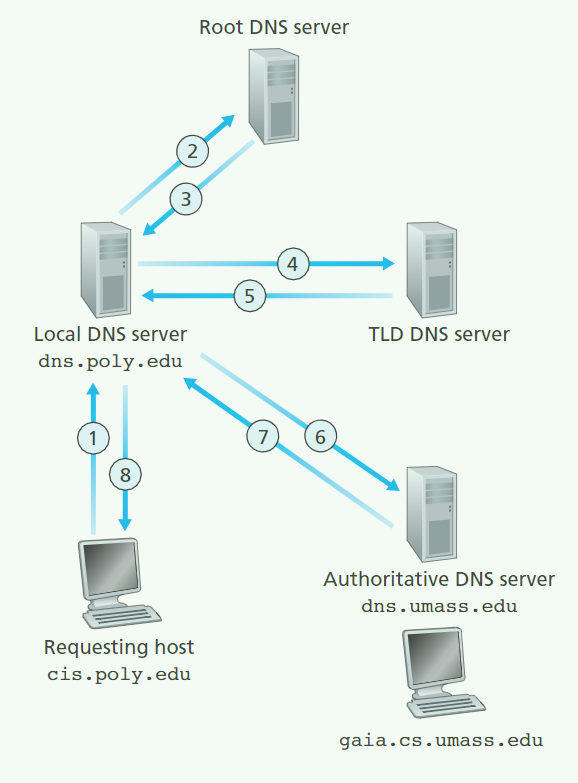 Root DNS server
2
3
4
5
Local DNS server
dns.poly.edu
TLD DNS server
1
8
7
6
Authoritative DNS server
dns.umass.edu
Requesting host
cis.poly.edu
gaia.cs.umass.edu